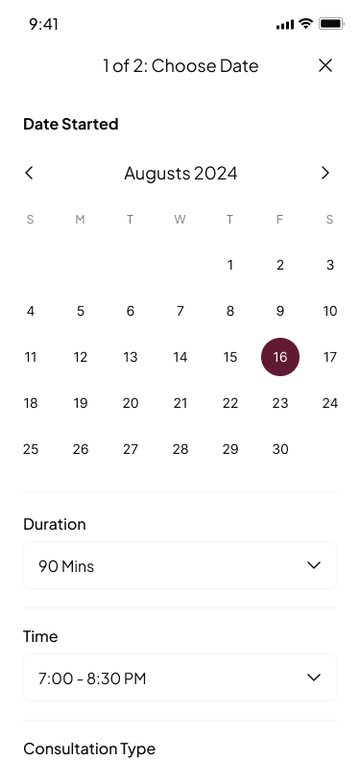 9:41
1 of 2: Choose Date
Date Started
Augusts 2024
S M T W T F S
1 2 3
4 5 6 7 8 9 10
11 12 13 14 15 16 17
18 19 20 21 22 23 24
25 26 27 28 29 30
Duration
90 Mins
Time
7:00 - 8:30 PM
Consultation Type